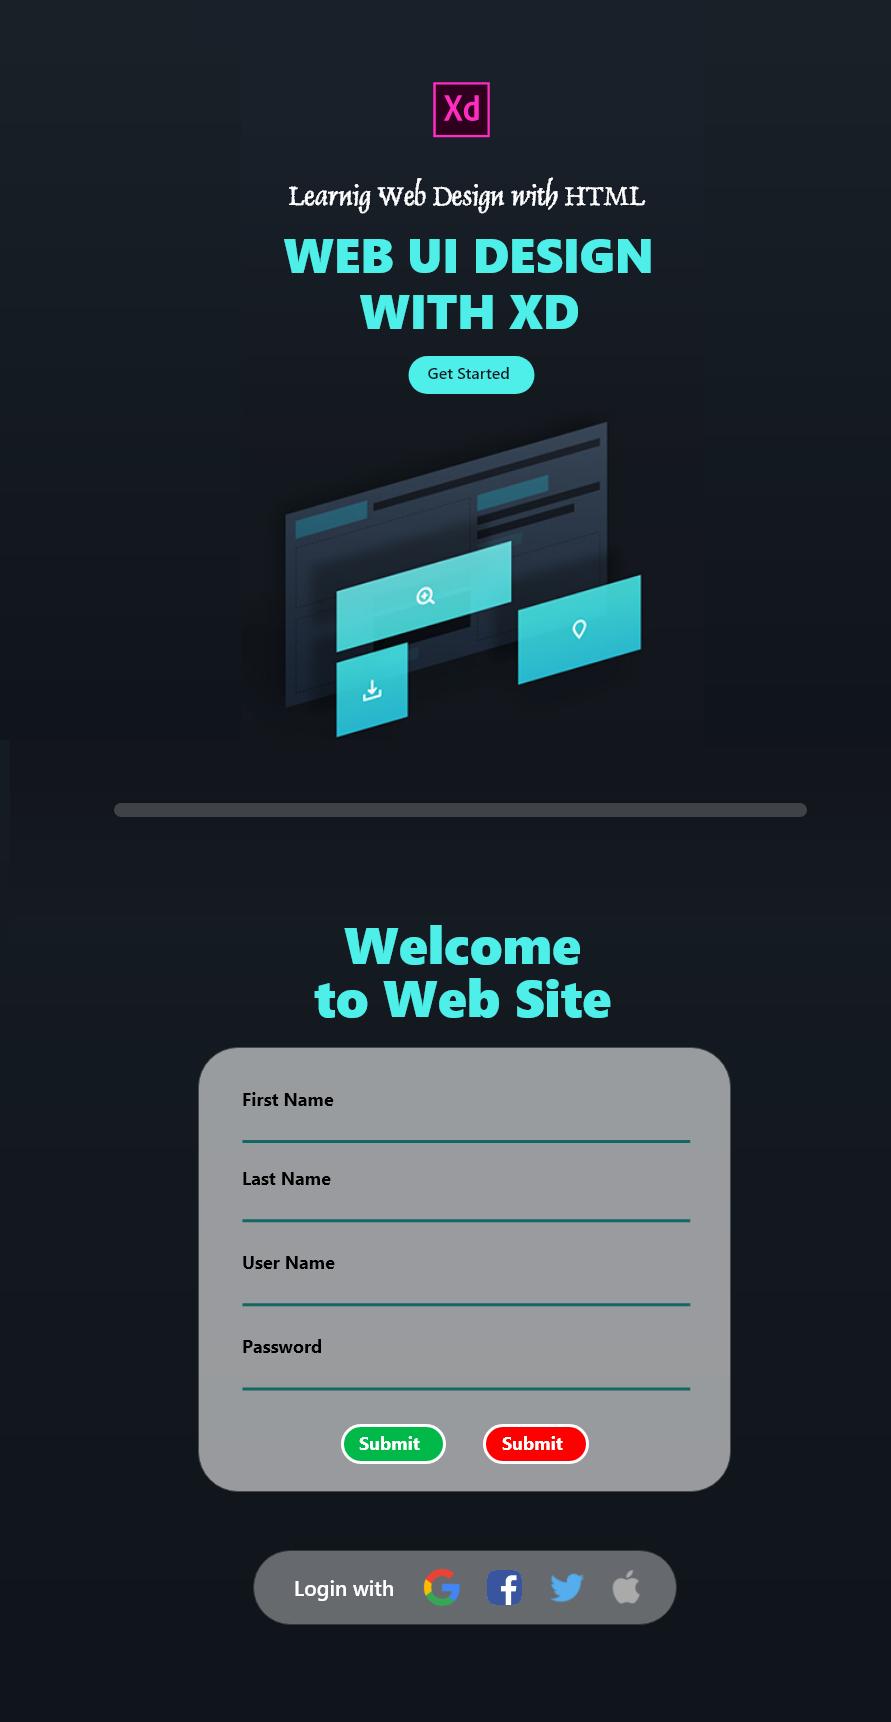 Xd
Learnig Web Design with HTML
WEB UI DESIGN
WITH XD
Get Started
Welcome
to Web Site
First Name
Last Name
User Name
Password
Submit Submit
Login with